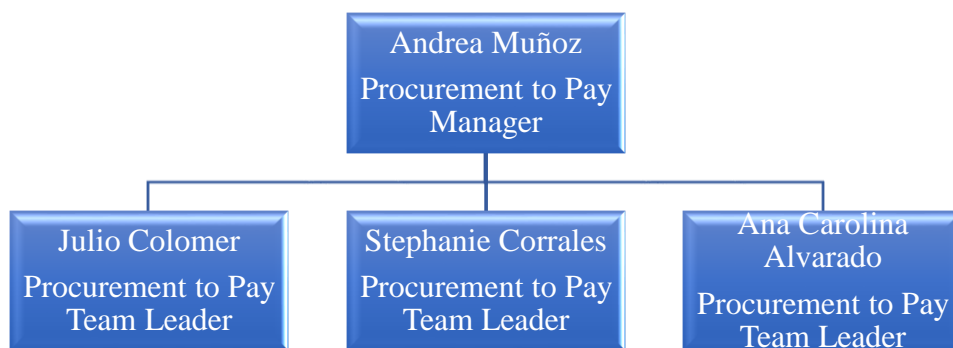 Andrea Muñoz
Procurement to Pay
Manager
Julio Colomer
Procurement to Pay
Team Leader
Stephanie Corrales
Procurement to Pay
Team Leader
Ana Carolina
Alvarado
Procurement to Pay
Team Leader